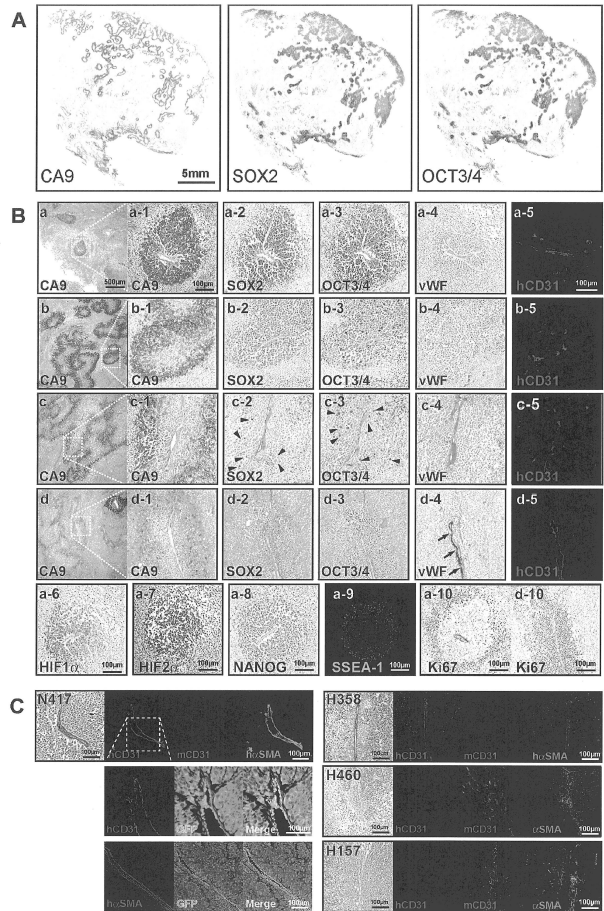 A
CA9
5mm
SOX2
OCT3/4
B
a
CA9
500μm
a-1
CA9
100μm
a-2
SOX2
a-3
OCT3/4
a-4
vWF
a-5
hCD31
100μm
b
CA9
b-1
CA9
b-2
SOX2
b-3
OCT3/4
b-4
vWF
b-5
hCD31
c
CA9
c-1
CA9
c-2
SOX2
c-3
OCT3/4
c-4
vWF
c-5
hCD31
d
CA9
d-1
CA9
d-2
SOX2
d-3
OCT3/4
d-4
vWF
d-5
hCD31
a-6
HIF1α
100μm
a-7
HIF2α
100μm
a-8
NANOG
100μm
a-9
SSEA-1
100μm
a-10
Ki67
100μm
d-10
Ki67
100μm
C
N417
100μm
hCD31
mCD31
hαSMA
100μm
hCD31
GFP
Merge
100μm
hαSMA
GFP
Merge
100μm
H358
100μm
hCD31
mCD31
hαSMA
100μm
H460
100μm
hCD31
mCD31
αSMA
100μm
H157
100μm
hCD31
mCD31
αSMA
100μm